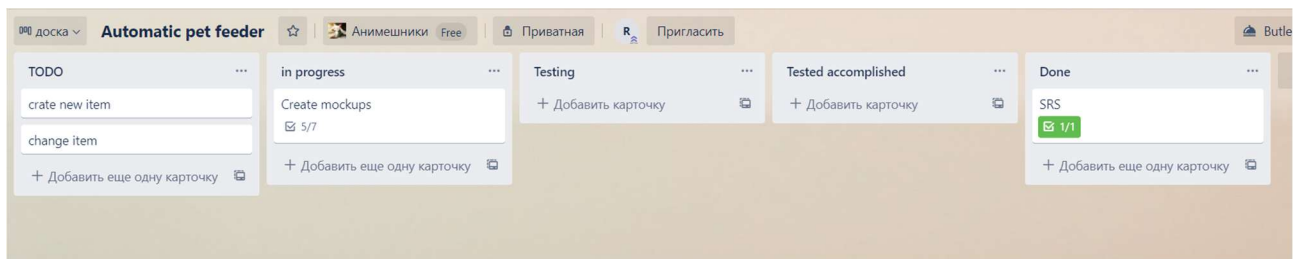 доска Automatic pet feeder Анимешники Free Приватная R Пригласить Butle
TODO ... in progress ... Testing ... Tested accomplished ... Done ...
crate new item Create mockups + Добавить карточку + Добавить карточку SRS
5/7 1/1
change item
+ Добавить еще одну карточку + Добавить еще одну карточку + Добавить еще одну карточку